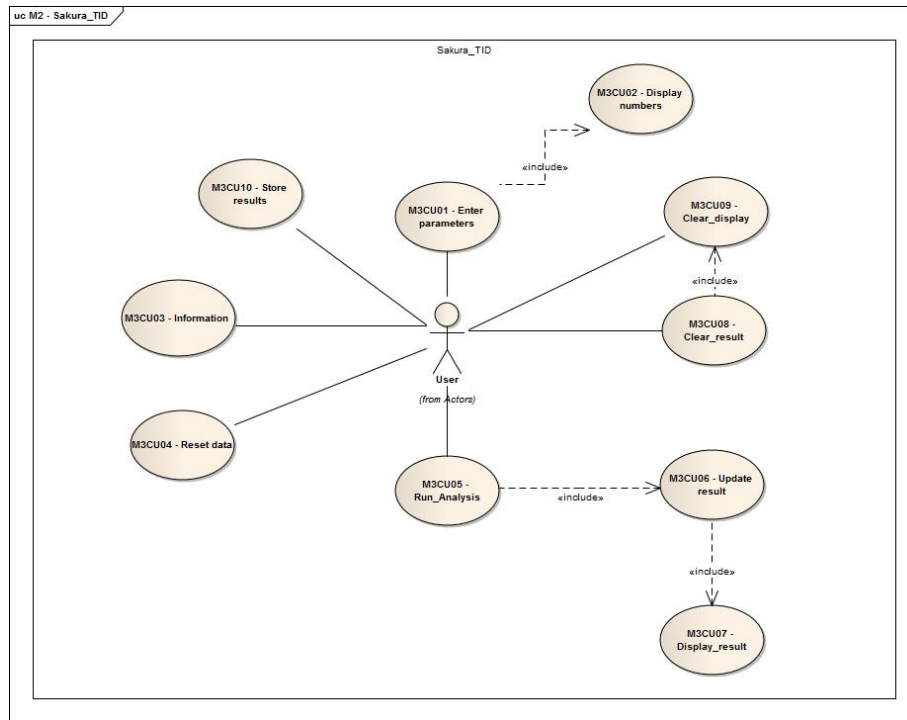 uc M2 - Sakura_TID
Sakura_TID
M3CU02 - Display
numbers
«include»
M3CU10 - Store
results
M3CU01 - Enter
parameters
M3CU09 -
Clear_display
«include»
M3CU03 - Information
M3CU08 -
Clear_result
User
(from Actors)
M3CU04 - Reset data
M3CU05 -
Run_Analysis
«include»
M3CU06 - Update
result
«include»
M3CU07 -
Display_result